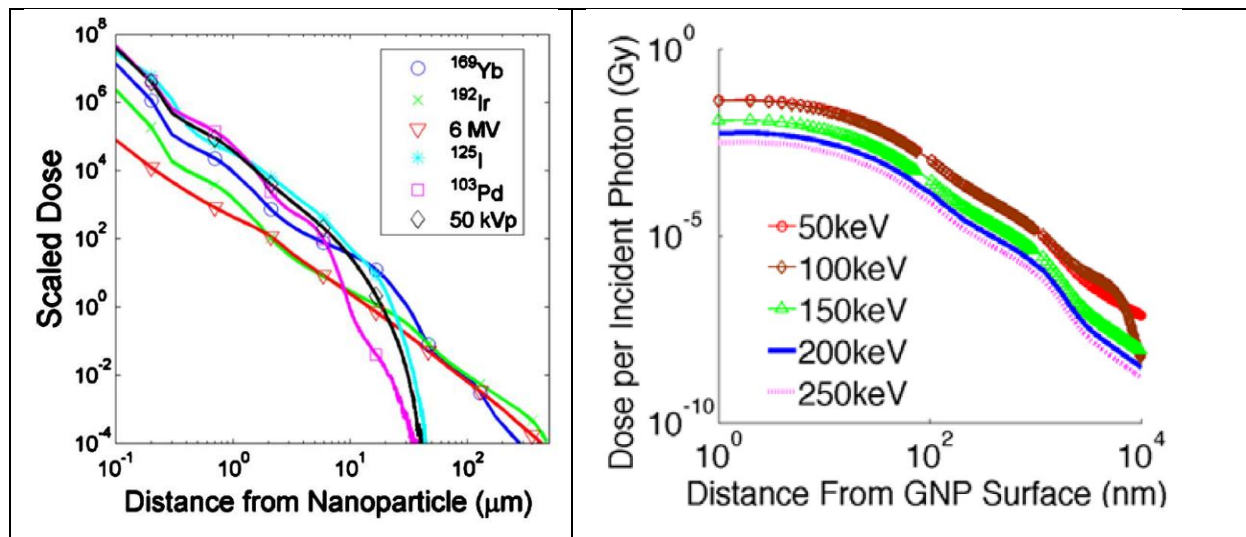 10^8
10^6
10^4
10^2
10^0
10^-2
10^-4
Scaled Dose
^169Yb
^192Ir
6 MV
^125I
^103Pd
50 kVp
10^-1
10^0
10^1
10^2
Distance from Nanoparticle (μm)
Dose per Incident Photon (Gy)
10^0
10^-5
10^-10
50keV
100keV
150keV
200keV
250keV
10^0
10^2
10^4
Distance From GNP Surface (nm)